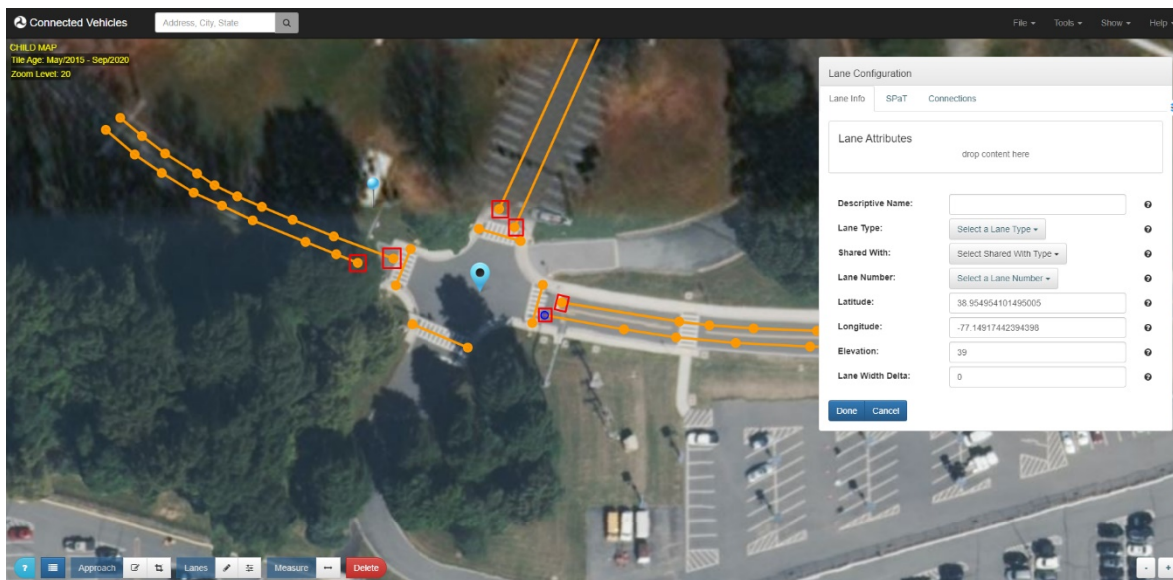 Connected Vehicles
Address, City, State
File
Tools
Show
Help
CHILD MAP
Tile Age: May/2015 - Sep/2020
Zoom Level: 20
Lane Configuration
Lane Info SPaT Connections
Lane Attributes
drop content here
Descriptive Name:
Lane Type: Select a Lane Type
Shared With: Select Shared With Type
Lane Number: Select a Lane Number
Latitude: 38.954954101495005
Longitude: -77.14917442394398
Elevation: 39
Lane Width Delta: 0
Done Cancel
? Approach Lanes Measure Delete - +